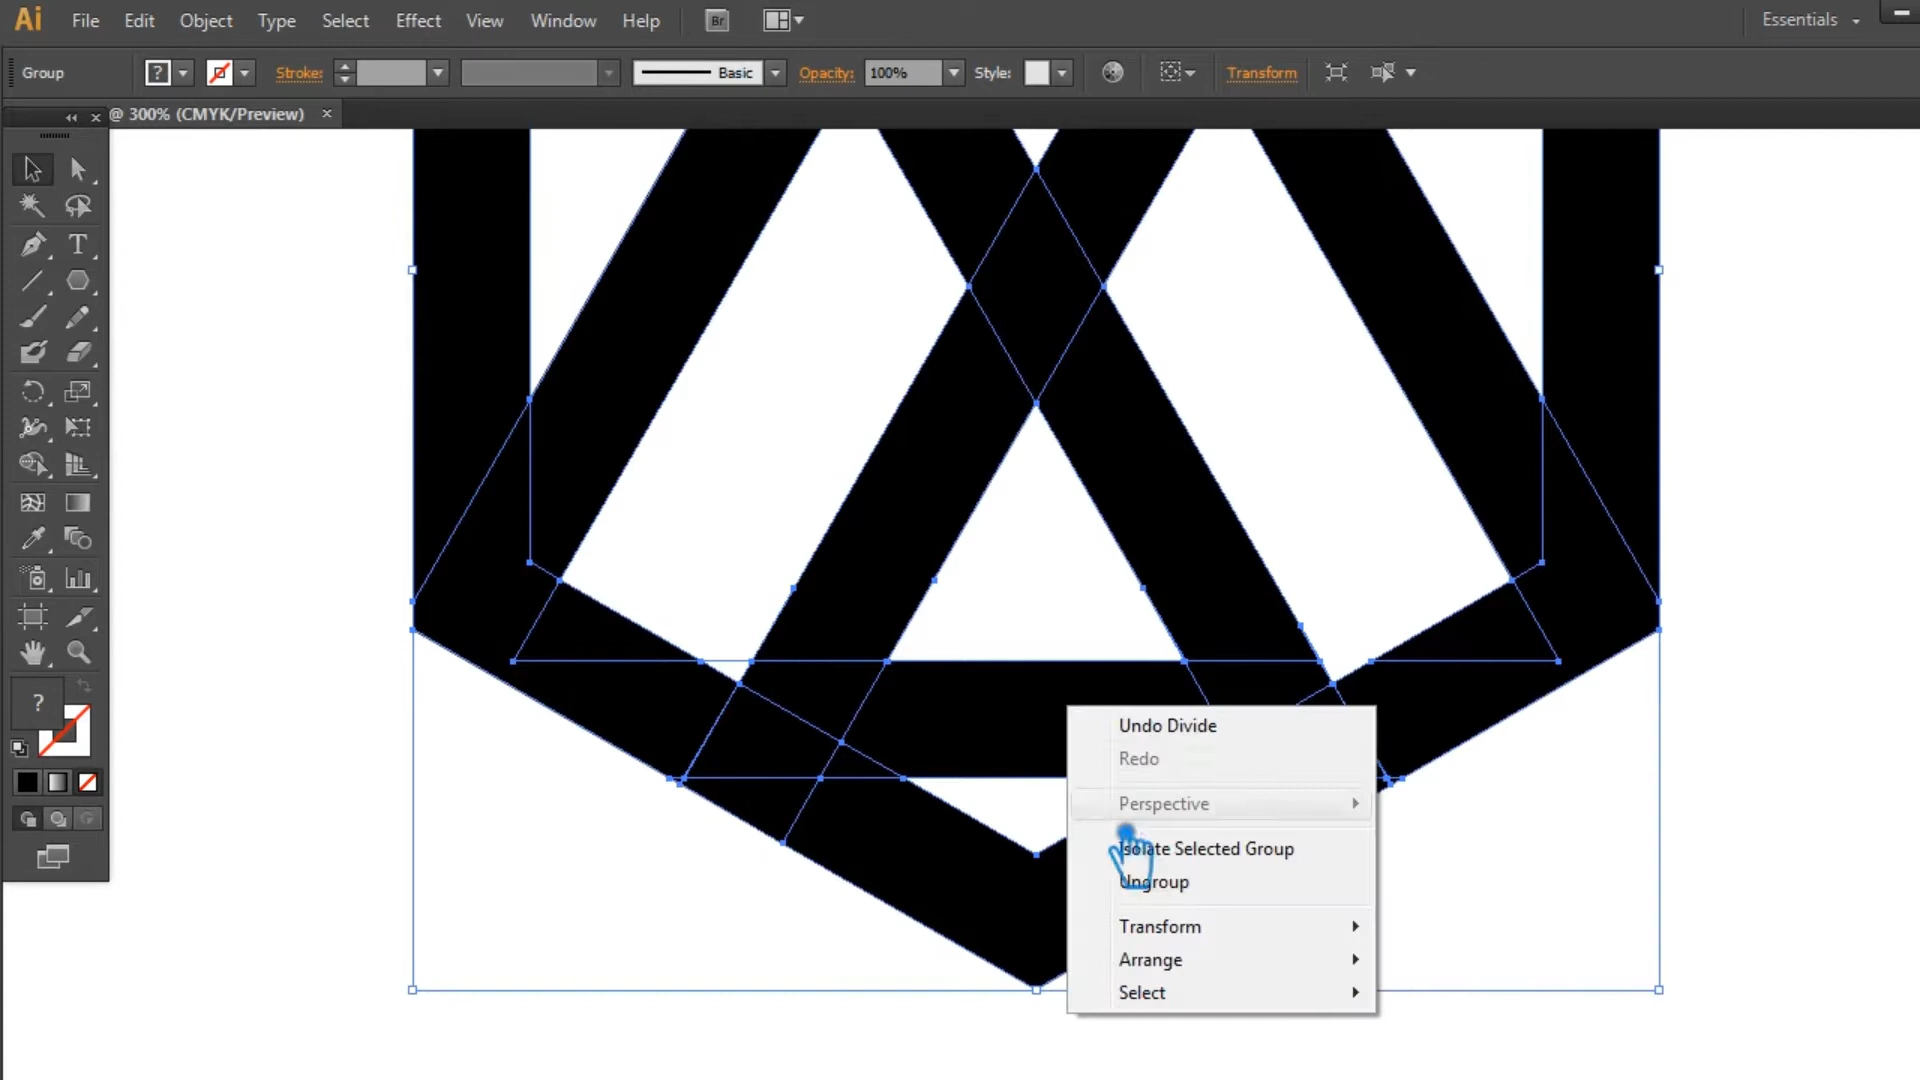 Ai File Edit Object Type Select Effect View Window Help Br Essentials
Group ? Stroke: Basic Opacity: 100% Style: Transform
@ 300% (CMYK/Preview) ×
T
?
Undo Divide
Redo
Perspective
Isolate Selected Group
Ungroup
Transform
Arrange
Select